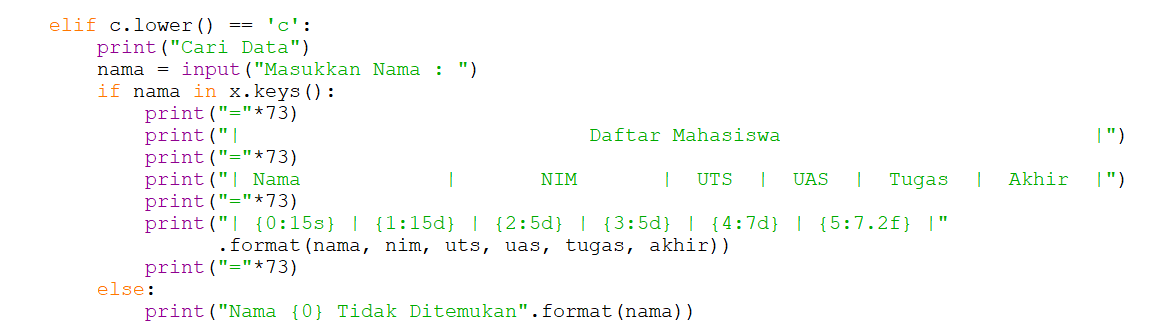 elif c.lower() == 'c':
    print("Cari Data")
    nama = input("Masukkan Nama : ")
    if nama in x.keys():
        print("="*73)
        print("|                             Daftar Mahasiswa                          |")
        print("="*73)
        print("| Nama            |       NIM       |  UTS  |  UAS  |  Tugas  |  Akhir  |")
        print("="*73)
        print("| {0:15s} | {1:15d} | {2:5d} | {3:5d} | {4:7d} | {5:7.2f} |"
              .format(nama, nim, uts, uas, tugas, akhir))
        print("="*73)
    else:
        print("Nama {0} Tidak Ditemukan".format(nama))